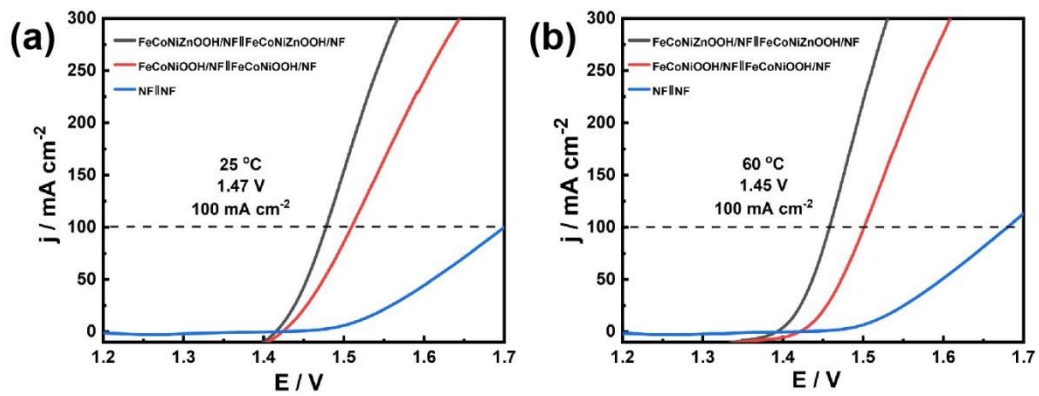 (a)
300
250
200
150
100
50
0
j / mA cm⁻²
FeCoNiZnOOH/NF‖FeCoNiZnOOH/NF
FeCoNiOOH/NF‖FeCoNiOOH/NF
NF‖NF
25 °C
1.47 V
100 mA cm⁻²
1.2 1.3 1.4 1.5 1.6 1.7
E / V
(b)
300
250
200
150
100
50
0
j / mA cm⁻²
FeCoNiZnOOH/NF‖FeCoNiZnOOH/NF
FeCoNiOOH/NF‖FeCoNiOOH/NF
NF‖NF
60 °C
1.45 V
100 mA cm⁻²
1.2 1.3 1.4 1.5 1.6 1.7
E / V